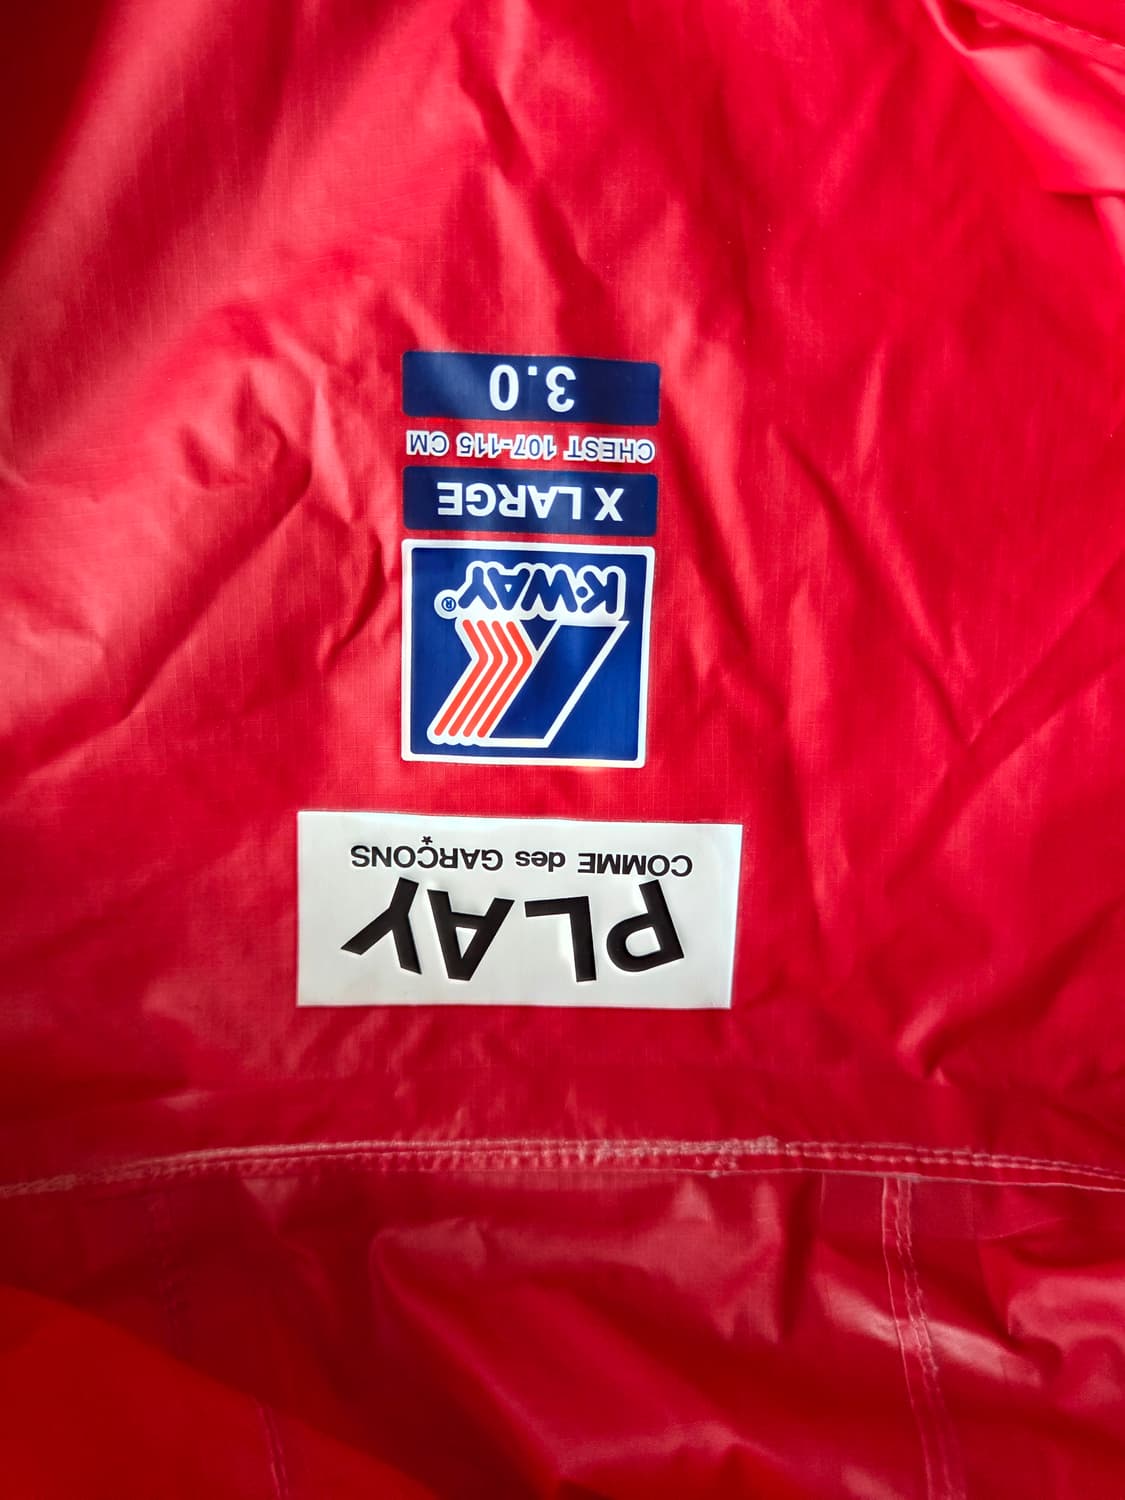 PLAY
COMME des GARÇONS
K·WAY®
X LARGE
CHEST 107-115 CM
3.0